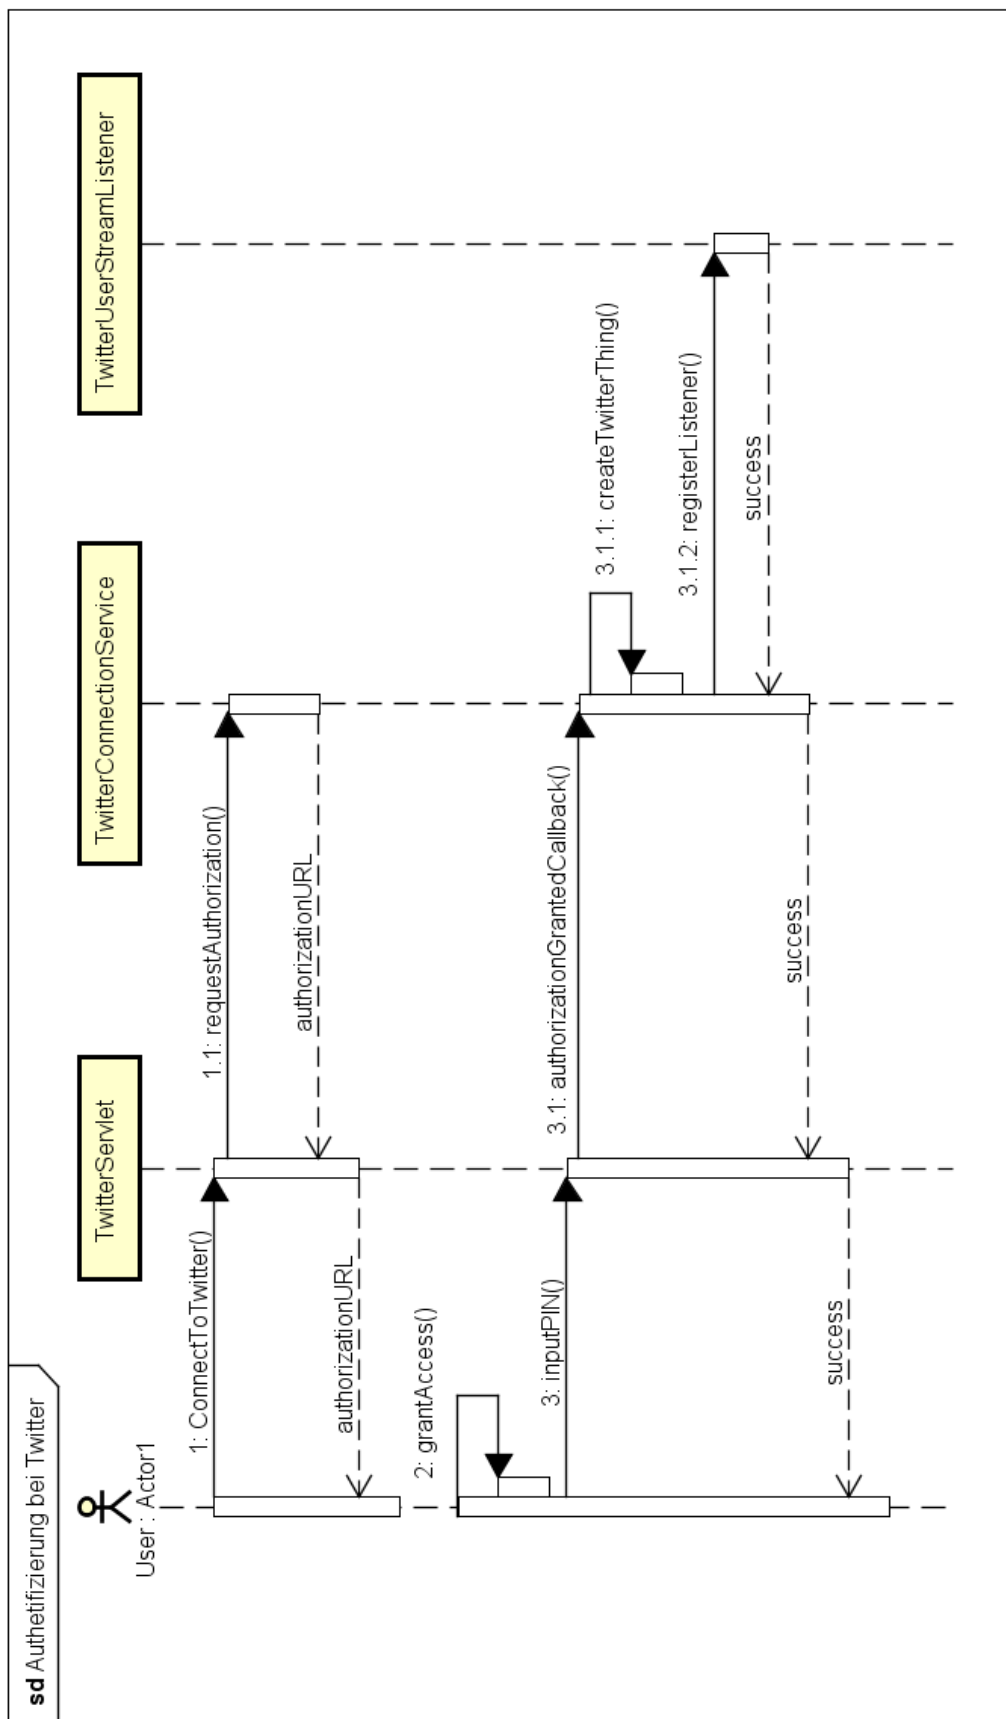 sd Authetifizierung bei Twitter
User : Actor1
TwitterServlet
TwitterConnectionService
TwitterUserStreamListener
1: ConnectToTwitter()
1.1: requestAuthorization()
authorizationURL
authorizationURL
2: grantAccess()
3: inputPIN()
3.1: authorizationGrantedCallback()
3.1.1: createTwitterThing()
3.1.2: registerListener()
success
success
success